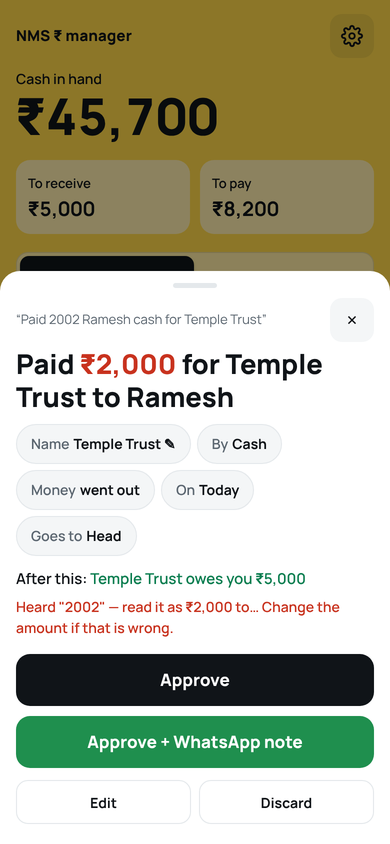 NMS ₹ manager
Cash in hand
₹45,700
To receive
₹5,000
To pay
₹8,200
“Paid 2002 Ramesh cash for Temple Trust”
×
Paid ₹2,000 for Temple
Trust to Ramesh
Name Temple Trust ✎
By Cash
Money went out
On Today
Goes to Head
After this: Temple Trust owes you ₹5,000
Heard "2002" — read it as ₹2,000 to… Change the
amount if that is wrong.
Approve
Approve + WhatsApp note
Edit
Discard